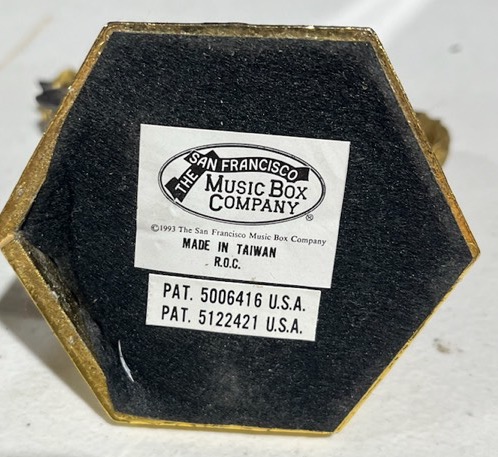 THE SAN FRANCISCO
MUSIC BOX
COMPANY®
©1993 The San Francisco Music Box Company
MADE IN TAIWAN
R.O.C.
PAT. 5006416 U.S.A.
PAT. 5122421 U.S.A.